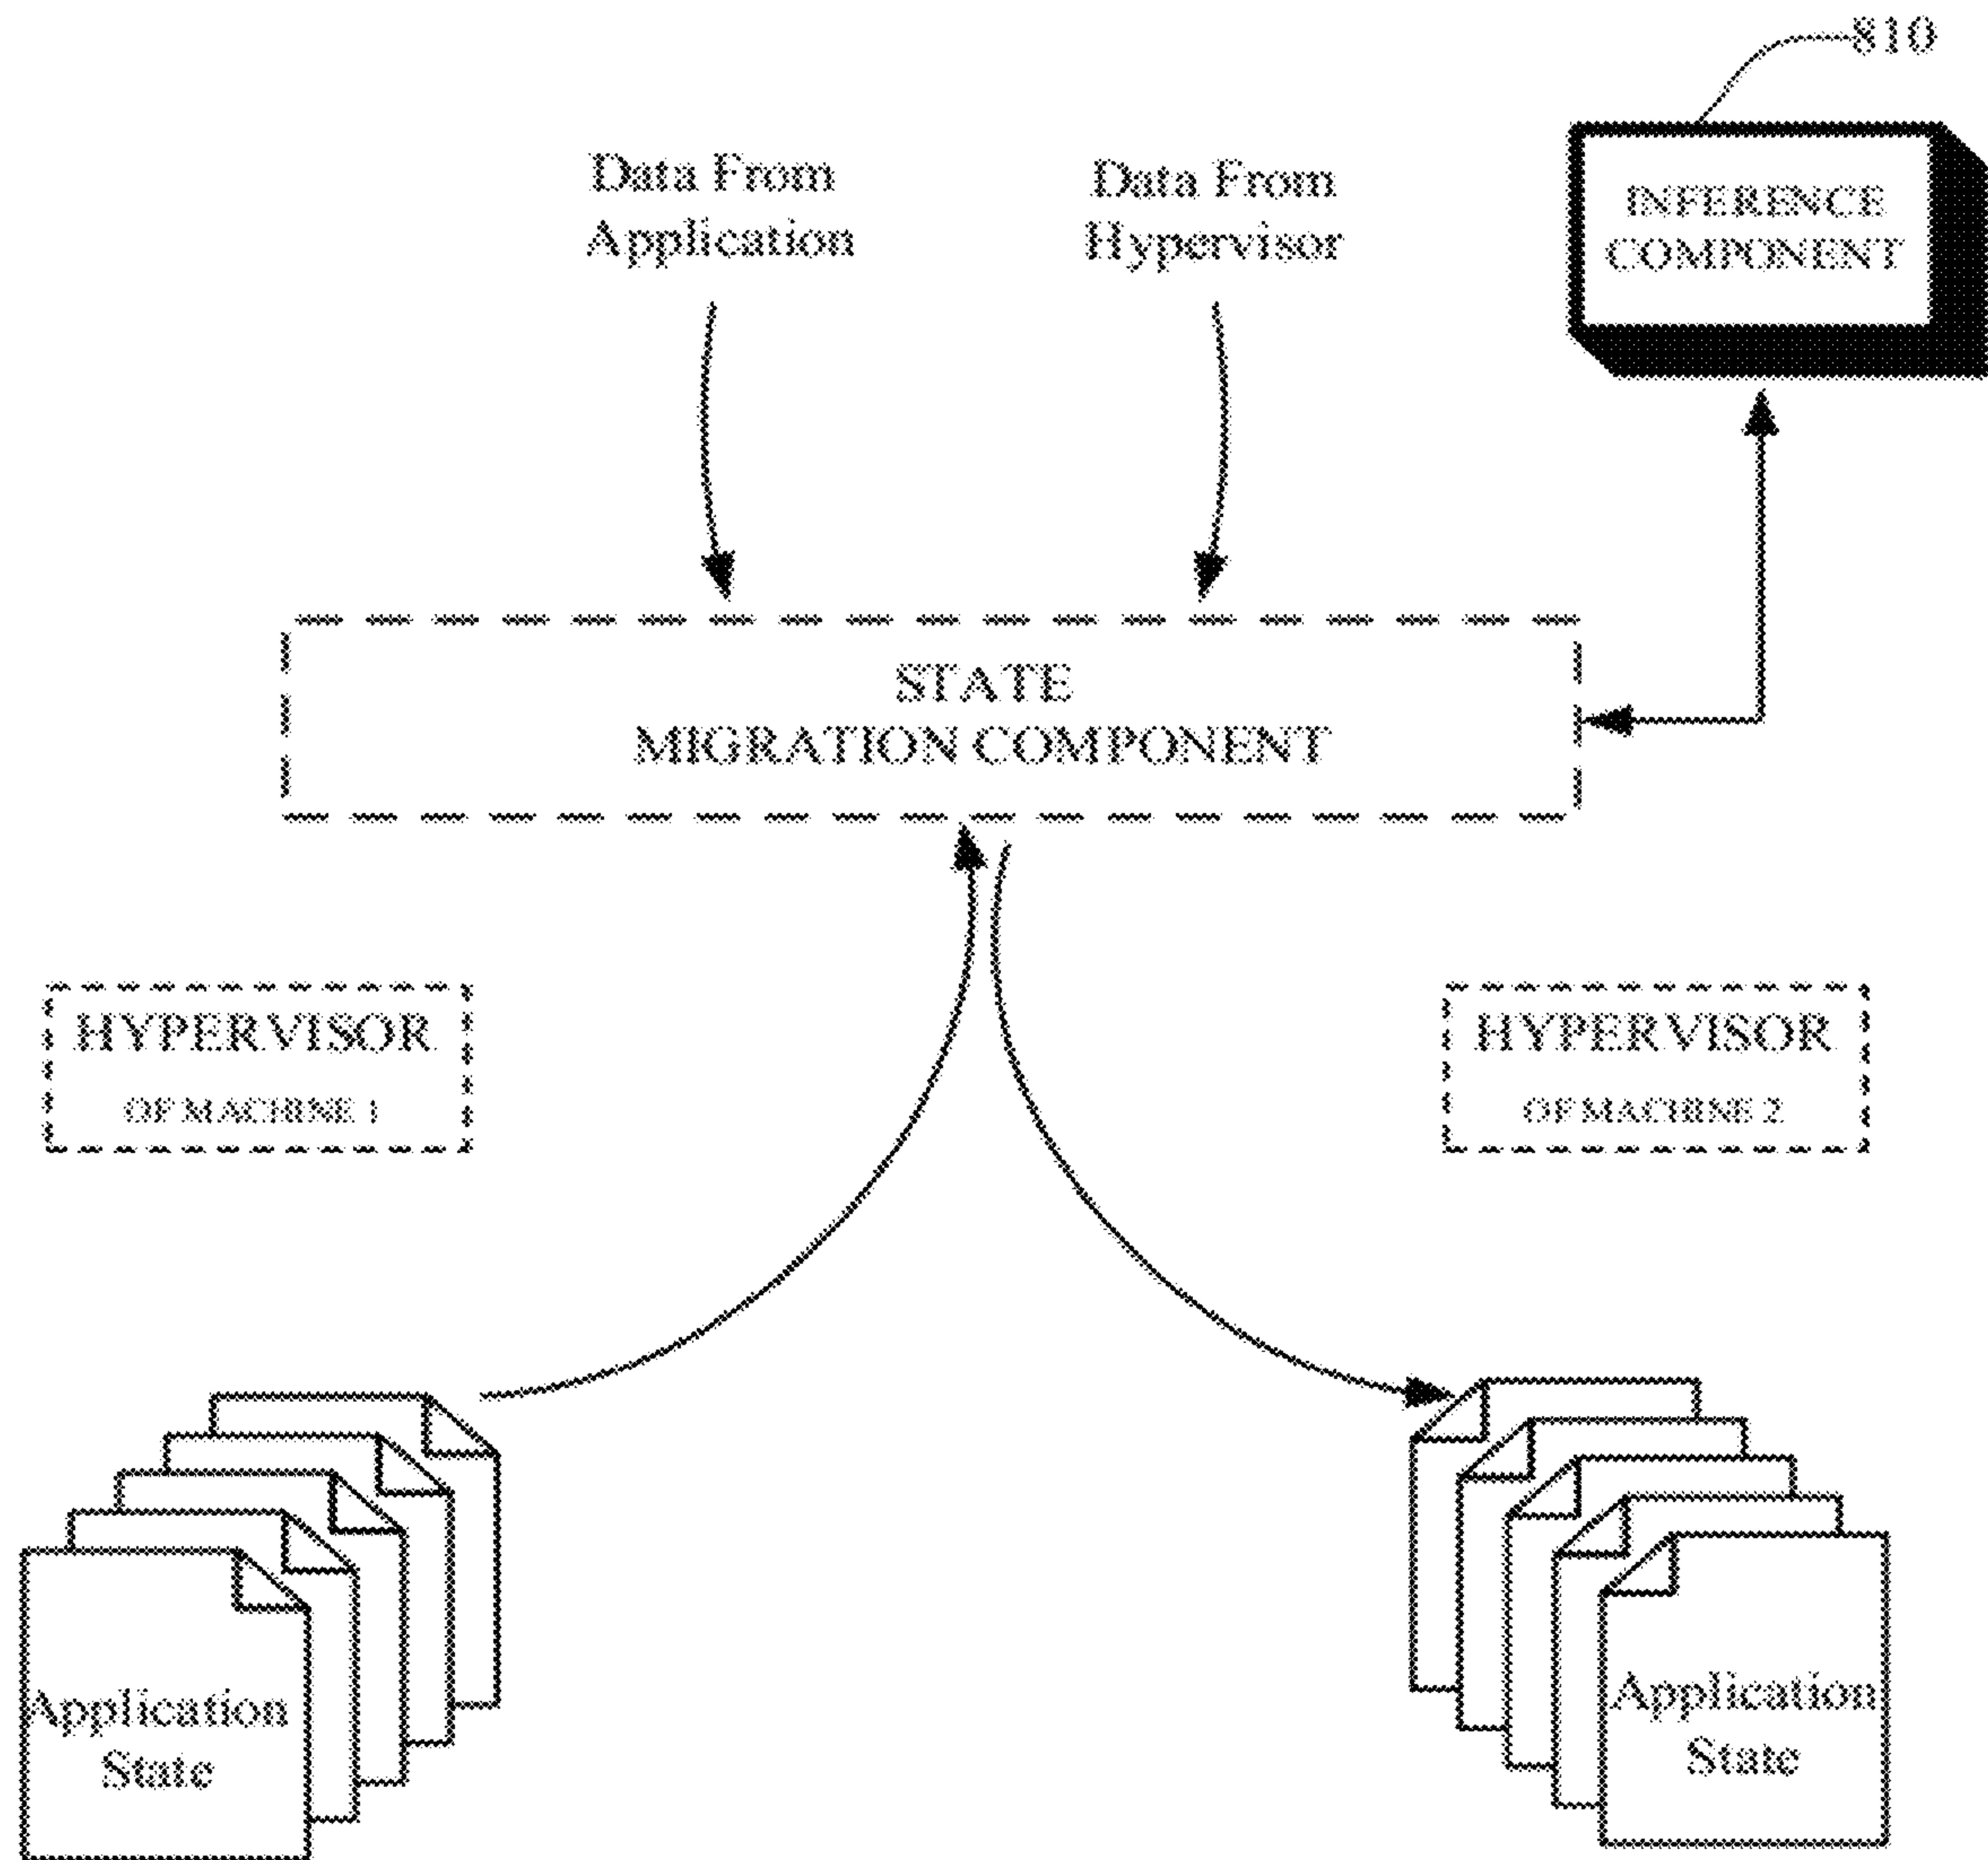 810
Data From
Application
Data From
Hypervisor
INFERENCE
COMPONENT
STATE
MIGRATION COMPONENT
HYPERVISOR
OF MACHINE 1
HYPERVISOR
OF MACHINE 2
Application
State
Application
State